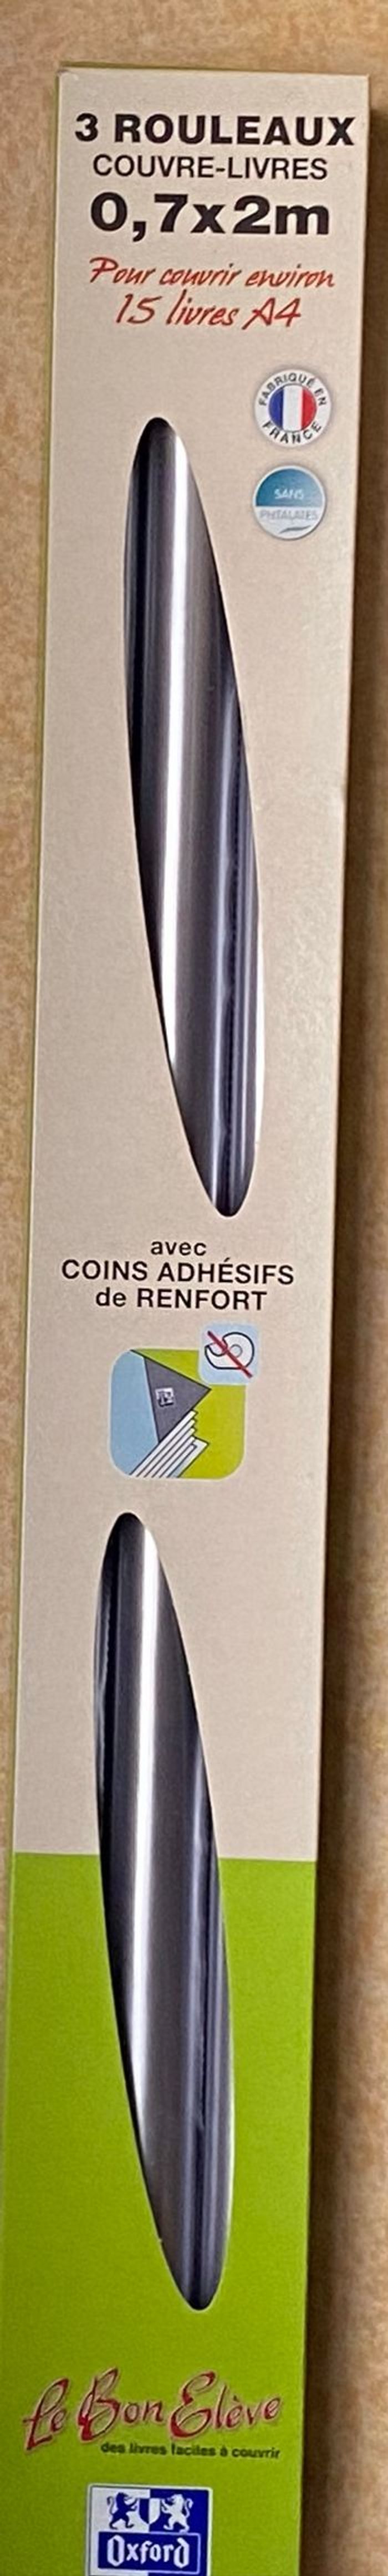 3 ROULEAUX
COUVRE-LIVRES
0,7x2m
Pour couvrir environ
15 livres A4
FABRIQUÉ EN
FRANCE
SANS
PHTALATES
avec
COINS ADHÉSIFS
de RENFORT
Le Bon Elève
des livres faciles à couvrir
Oxford